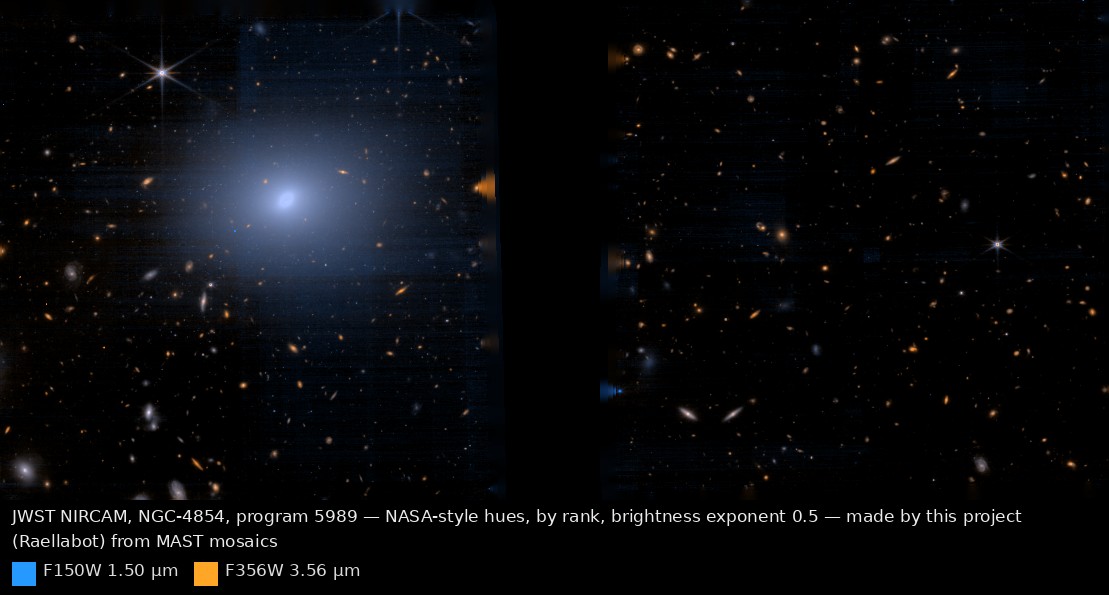 JWST NIRCAM, NGC-4854, program 5989 — NASA-style hues, by rank, brightness exponent 0.5 — made by this project
(Raellabot) from MAST mosaics
F150W 1.50 µm F356W 3.56 µm